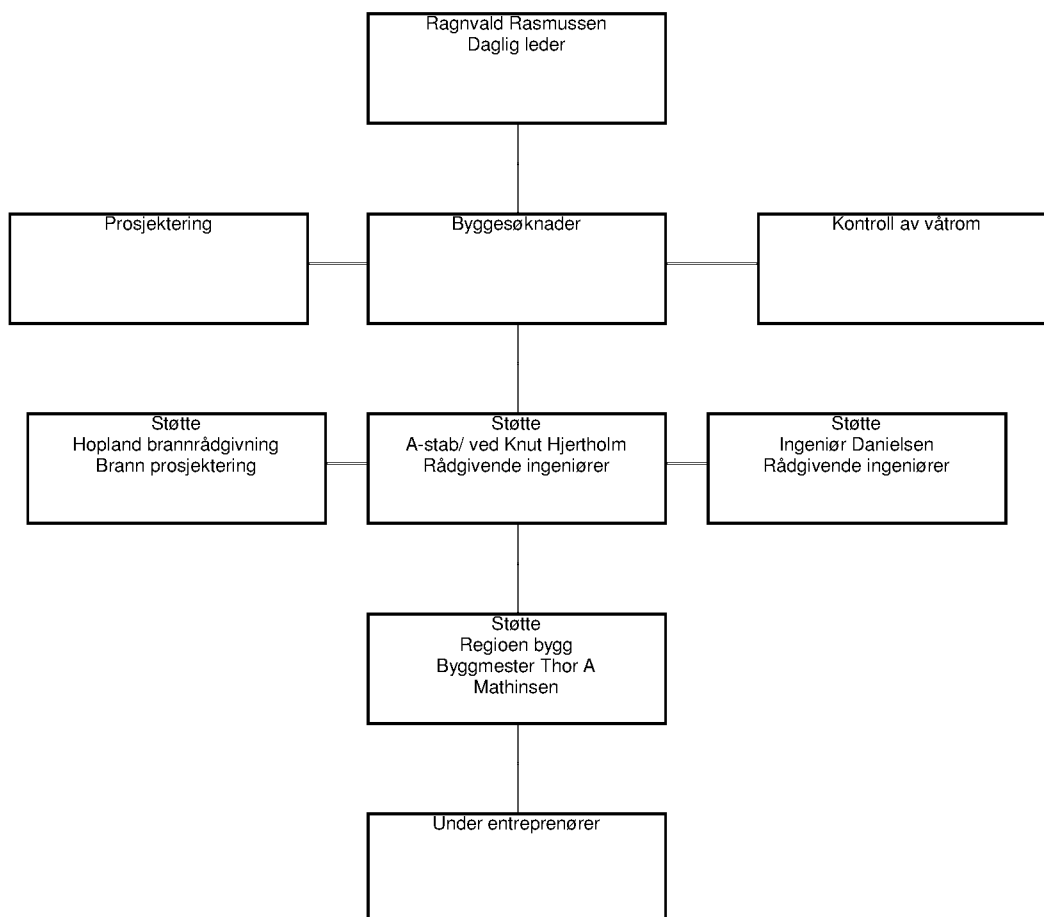 Ragnvald Rasmussen
Daglig leder
Prosjektering
Byggesøknader
Kontroll av våtrom
Støtte
Hopland brannrådgivning
Brann prosjektering
Støtte
A-stab/ ved Knut Hjertholm
Rådgivende ingeniører
Støtte
Ingeniør Danielsen
Rådgivende ingeniører
Støtte
Regioen bygg
Byggmester Thor A
Mathinsen
Under entreprenører